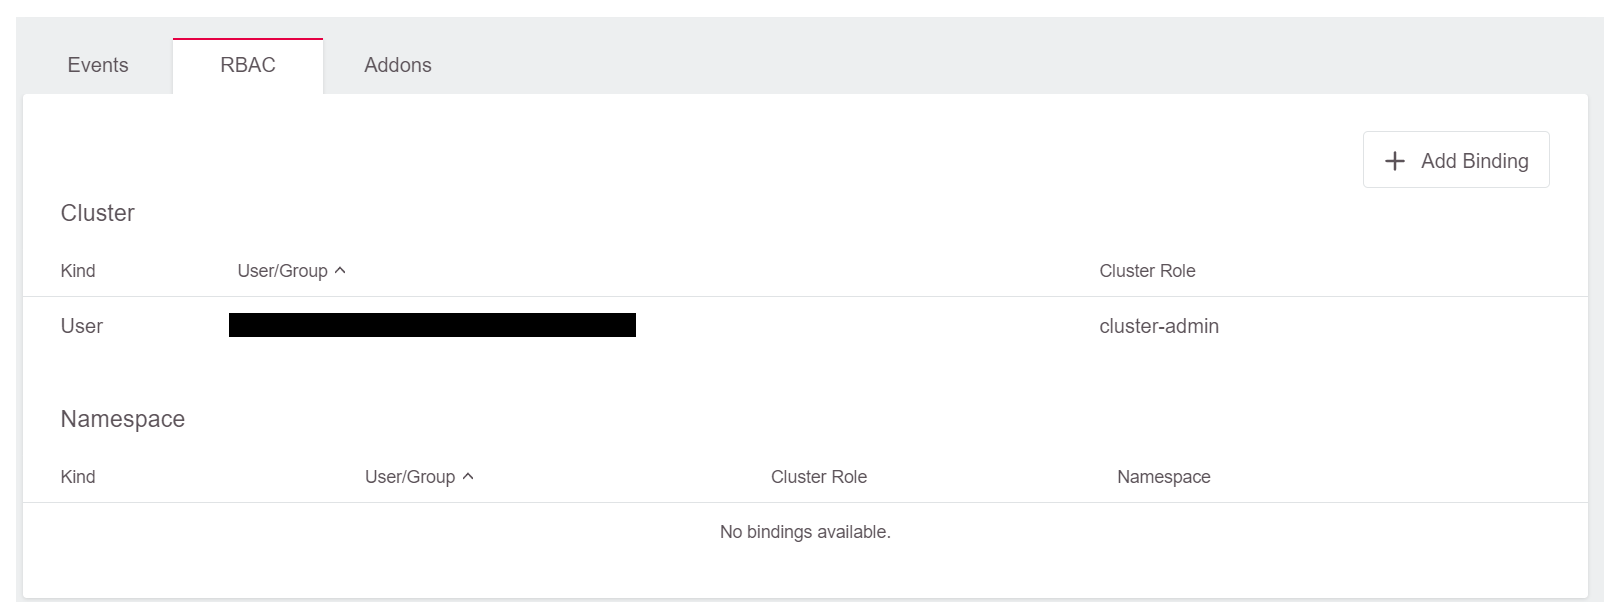 Events RBAC Addons
Add Binding
Cluster
Kind User/Group Cluster Role
User cluster-admin
Namespace
Kind User/Group Cluster Role Namespace
No bindings available.